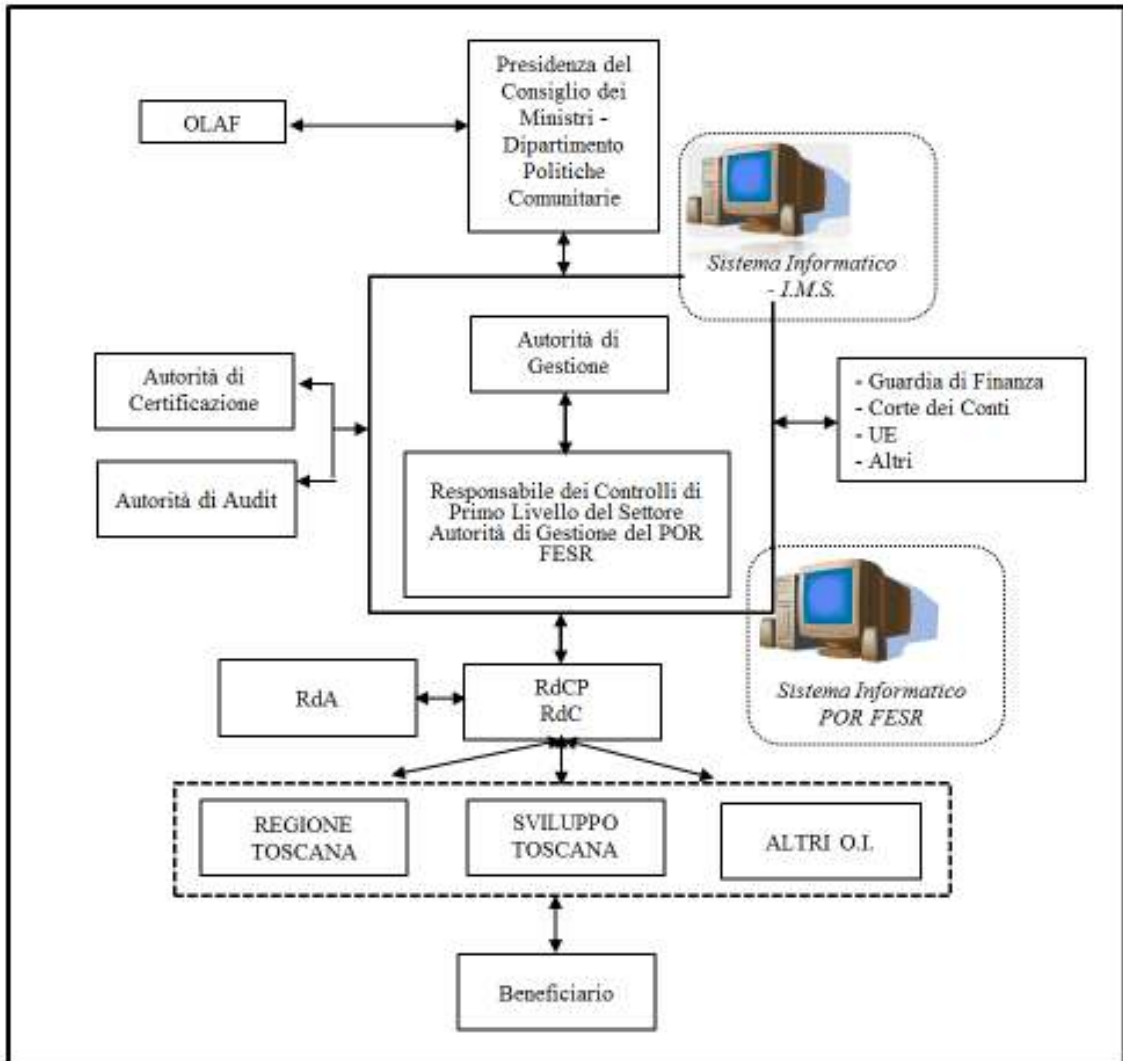 Presidenza del
Consiglio dei
Ministri -
Dipartimento
Politiche
Comunitarie
OLAF
Sistema Informatico
- I.M.S.
Autorità di
Gestione
Autorità di
Certificazione
- Guardia di Finanza
- Corte dei Conti
- UE
- Altri
Autorità di Audit
Responsabile dei Controlli di
Primo Livello del Settore
Autorità di Gestione del POR
FESR
Sistema Informatico
POR FESR
RdA
RdCP
RdC
REGIONE
TOSCANA
SVILUPPO
TOSCANA
ALTRI O.I.
Beneficiario